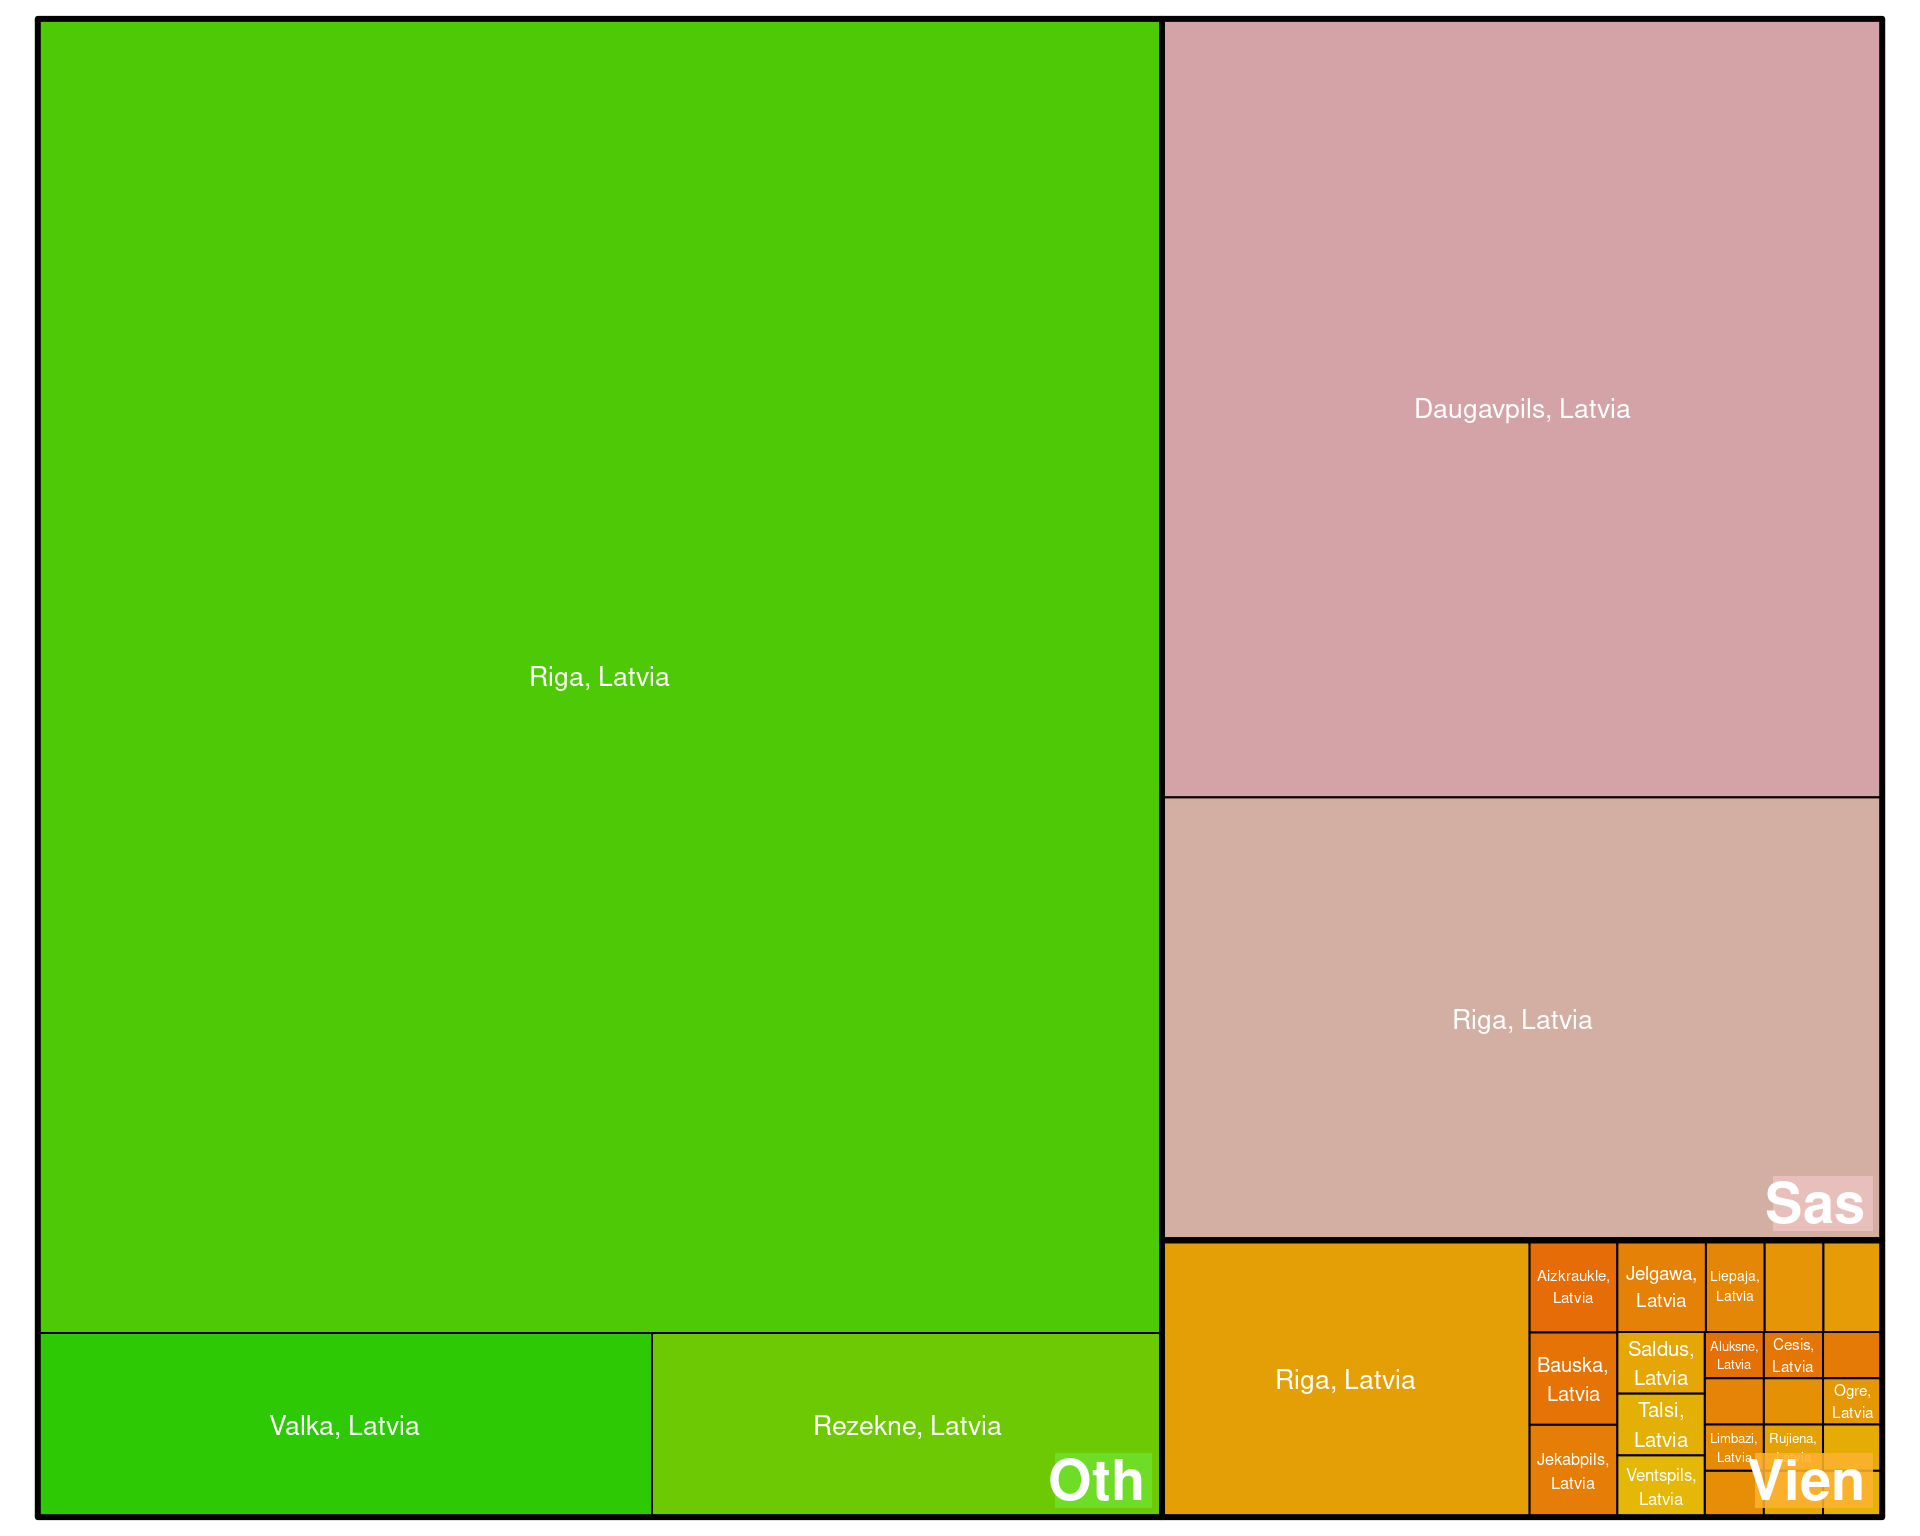 Riga, Latvia
Valka, Latvia
Rezekne, Latvia
Oth
Daugavpils, Latvia
Riga, Latvia
Sas
Riga, Latvia
Aizkraukle,
Latvia
Bauska,
Latvia
Jekabpils,
Latvia
Jelgawa,
Latvia
Saldus,
Latvia
Talsi,
Latvia
Ventspils,
Latvia
Liepaja,
Latvia
Aluksne,
Latvia
Cesis,
Latvia
Ogre,
Latvia
Limbazi,
Latvia
Rujiena,
Vien